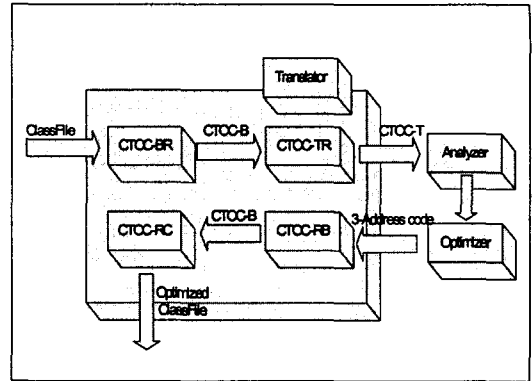 Translator
ClassFile
CTOC-BR
CTOC-B
CTOC-TR
CTOC-T
Analyzer
CTOC-RC
CTOC-B
CTOC-RB
3-Address code
Optimizer
Optimized
ClassFile